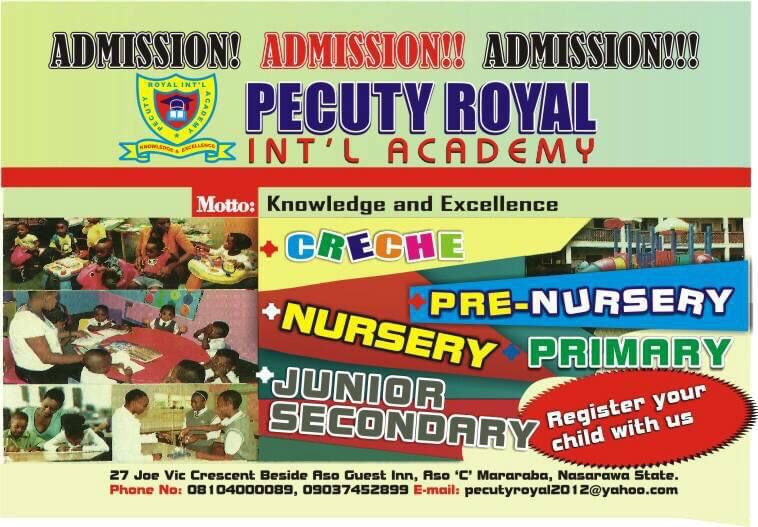 ADMISSION! ADMISSION!! ADMISSION!!!
PECUTY ROYAL INT'L ACADEMY
KNOWLEDGE & EXCELLENCE
PECUTY ROYAL
INT'L ACADEMY
Motto: Knowledge and Excellence
CRECHE
PRE-NURSERY
NURSERY
PRIMARY
JUNIOR
SECONDARY
Register your
child with us
27 Joe Vic Crescent Beside Aso Guest Inn, Aso 'C' Mararaba, Nasarawa State.
Phone No: 08104000089, 09037452899 E-mail: pecutyroyal2012@yahoo.com